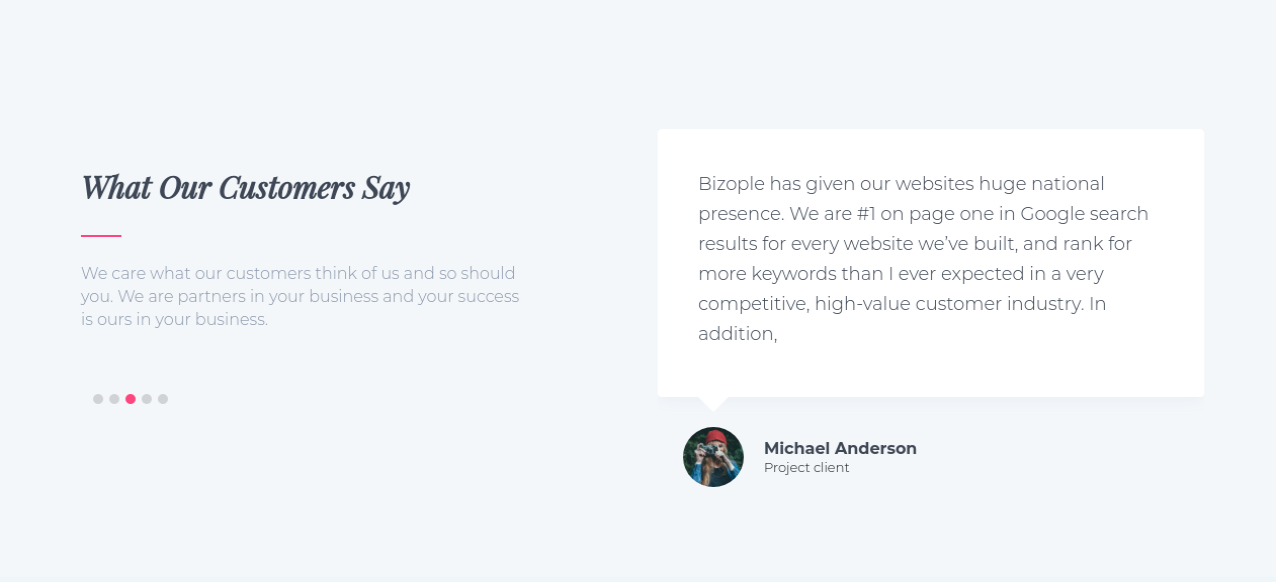 What Our Customers Say
We care what our customers think of us and so should
you. We are partners in your business and your success
is ours in your business.
Bizople has given our websites huge national
presence. We are #1 on page one in Google search
results for every website we’ve built, and rank for
more keywords than I ever expected in a very
competitive, high-value customer industry. In
addition,
Michael Anderson
Project client